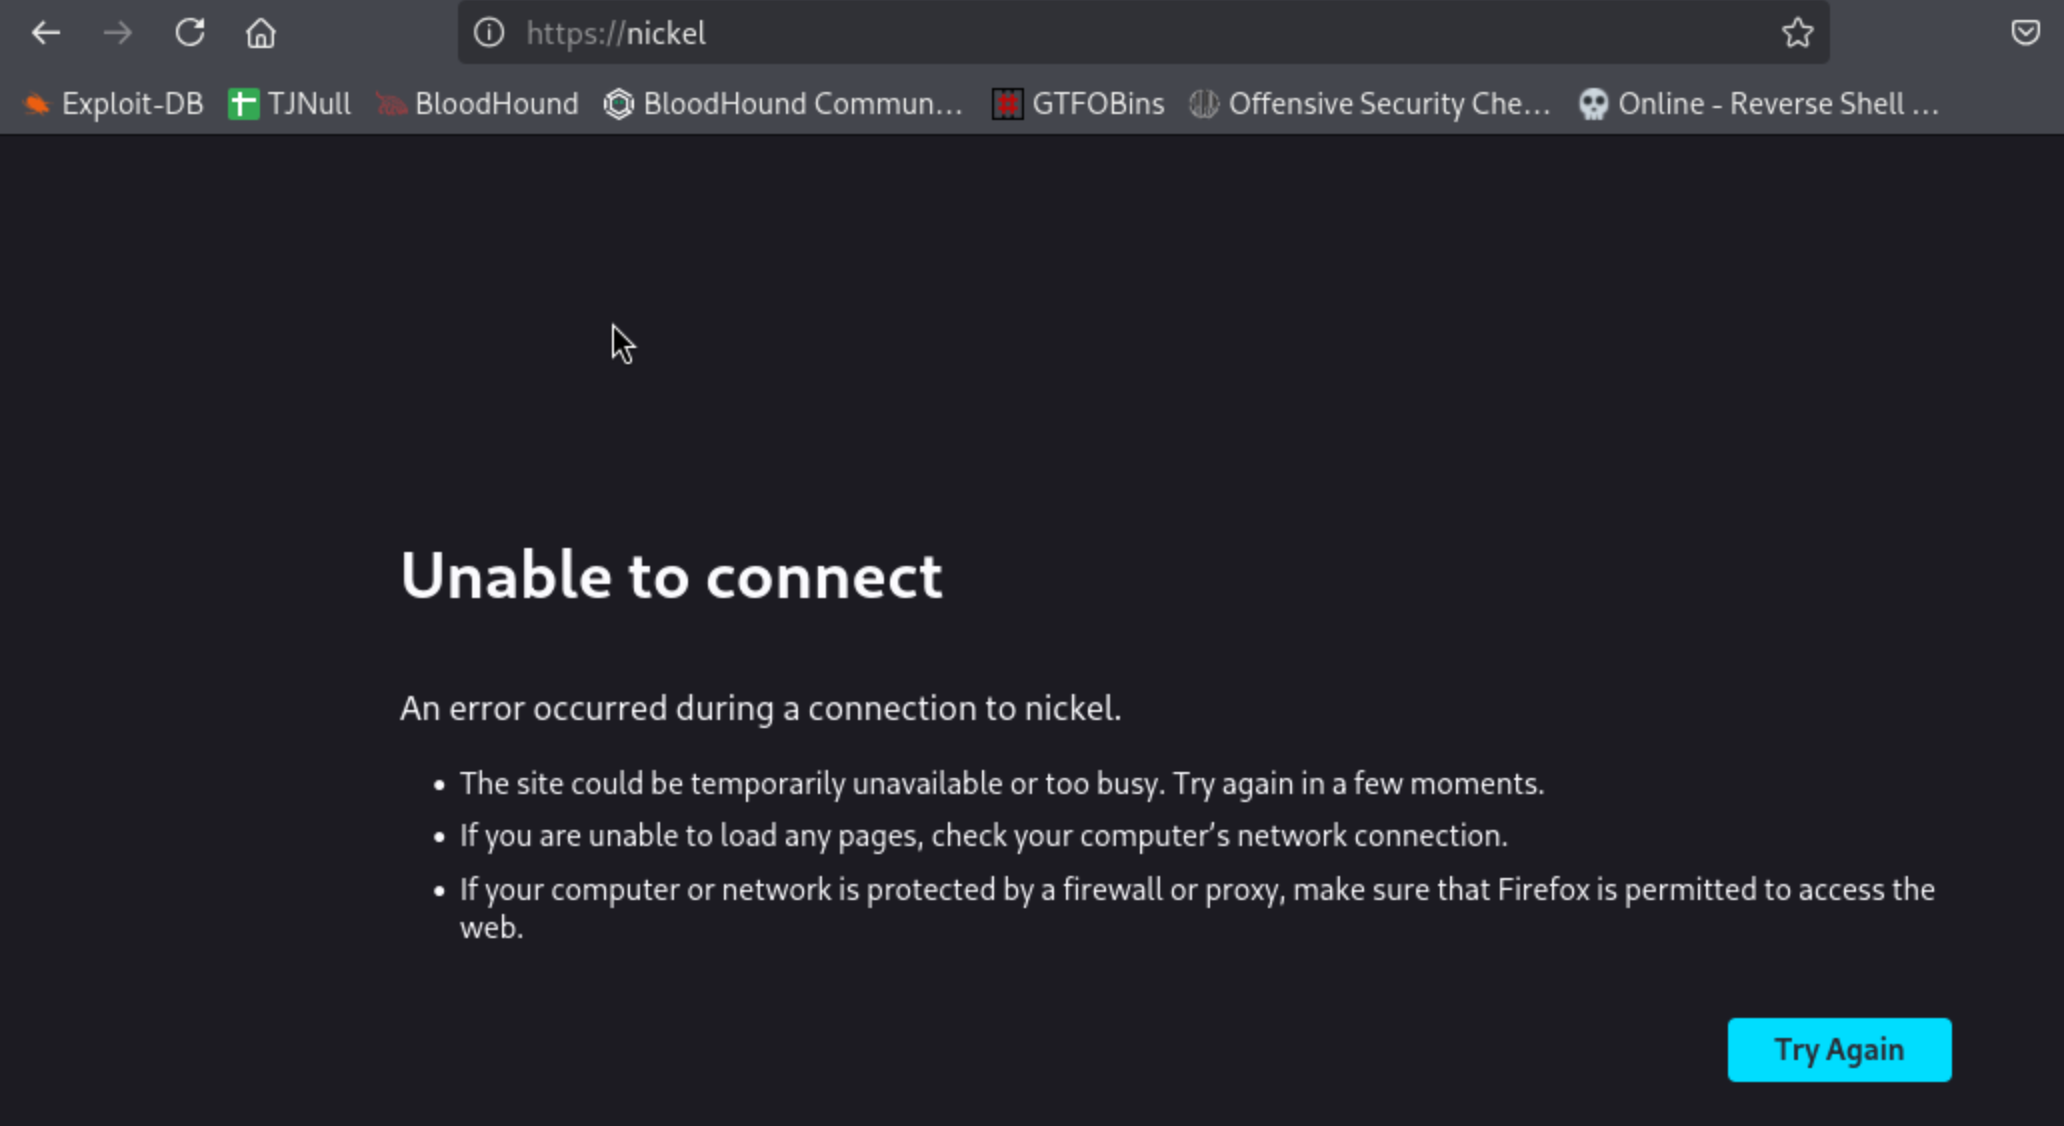 https://nickel
Exploit-DB TJNull BloodHound BloodHound Commun... GTFOBins Offensive Security Che... Online - Reverse Shell ...
Unable to connect
An error occurred during a connection to nickel.
• The site could be temporarily unavailable or too busy. Try again in a few moments.
• If you are unable to load any pages, check your computer’s network connection.
• If your computer or network is protected by a firewall or proxy, make sure that Firefox is permitted to access the
web.
Try Again